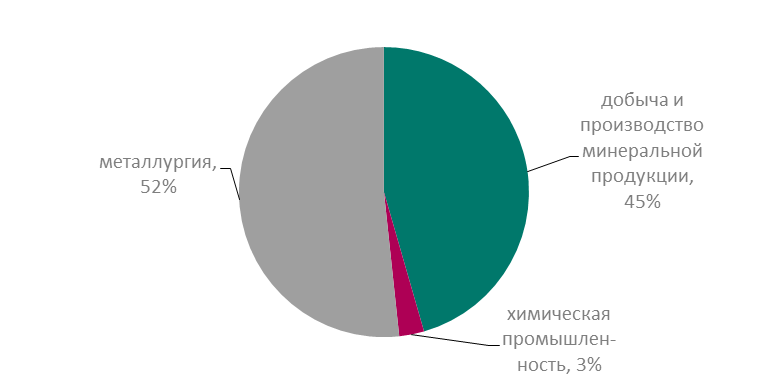 металлургия,
52%
добыча и
производство
минеральной
продукции,
45%
химическая
промышлен-
ность, 3%